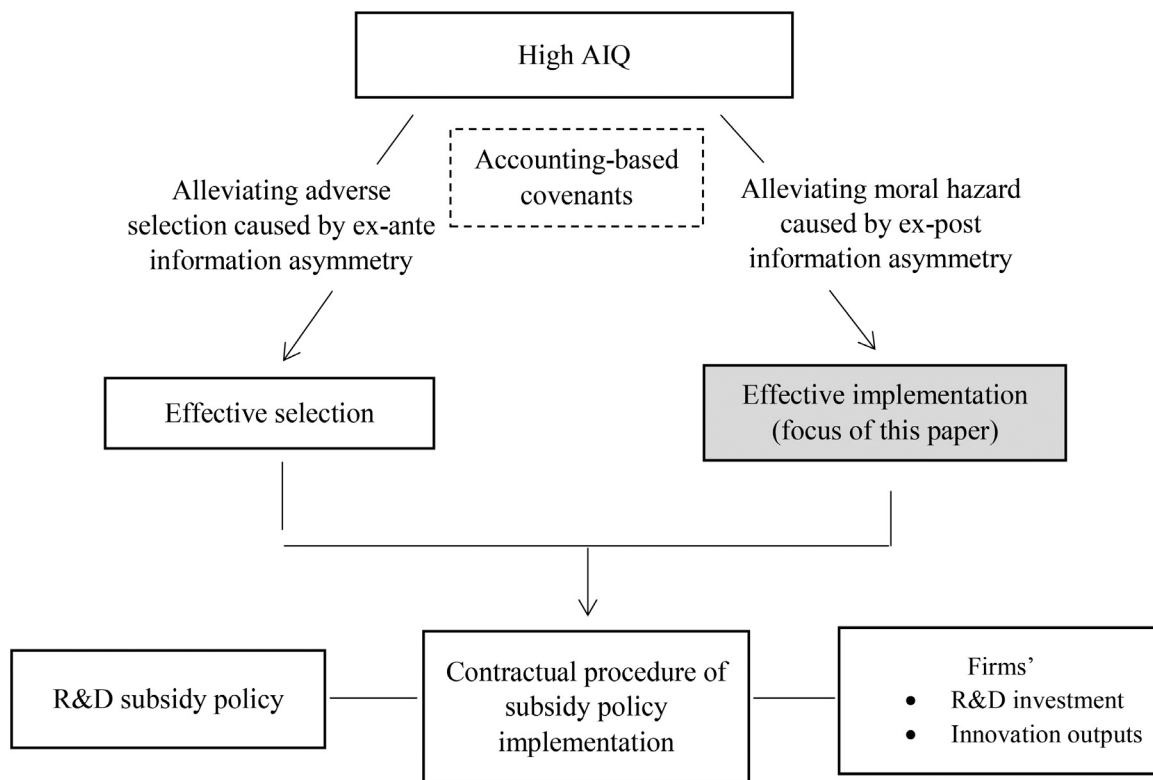 High AIQ
Accounting-based
covenants
Alleviating adverse
selection caused by ex-ante
information asymmetry
Alleviating moral hazard
caused by ex-post
information asymmetry
Effective selection
Effective implementation
(focus of this paper)
R&D subsidy policy
Contractual procedure of
subsidy policy
implementation
Firms’
• R&D investment
• Innovation outputs